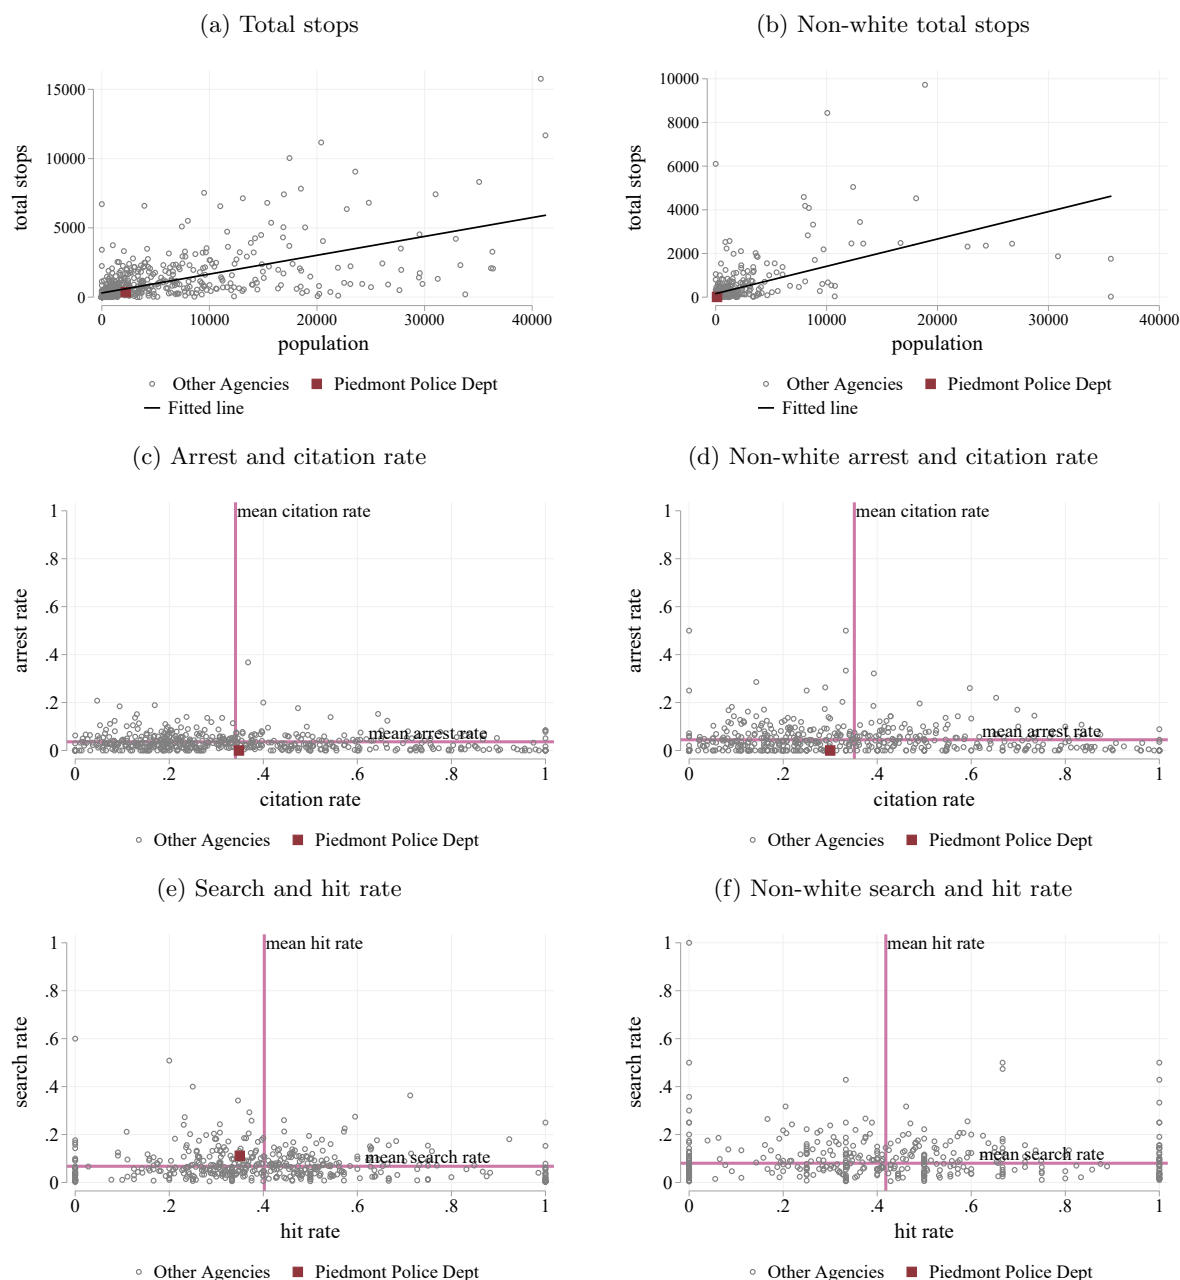 (a) Total stops
(b) Non-white total stops
15000
10000
5000
0
total stops
0
10000
20000
30000
40000
population
Other Agencies
Piedmont Police Dept
Fitted line
10000
8000
6000
4000
2000
0
total stops
0
10000
20000
30000
40000
population
Other Agencies
Piedmont Police Dept
Fitted line
(c) Arrest and citation rate
(d) Non-white arrest and citation rate
1
.8
.6
.4
.2
0
arrest rate
mean citation rate
mean arrest rate
0
.2
.4
.6
.8
1
citation rate
Other Agencies
Piedmont Police Dept
1
.8
.6
.4
.2
0
arrest rate
mean citation rate
mean arrest rate
0
.2
.4
.6
.8
1
citation rate
Other Agencies
Piedmont Police Dept
(e) Search and hit rate
(f) Non-white search and hit rate
1
.8
.6
.4
.2
0
search rate
mean hit rate
mean search rate
0
.2
.4
.6
.8
1
hit rate
Other Agencies
Piedmont Police Dept
1
.8
.6
.4
.2
0
search rate
mean hit rate
mean search rate
0
.2
.4
.6
.8
1
hit rate
Other Agencies
Piedmont Police Dept